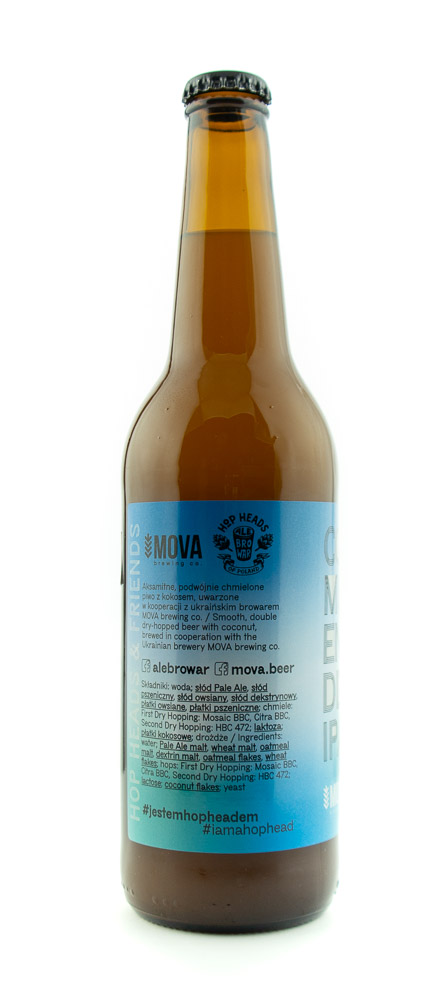 HOP HEADS & FRIENDS
MOVA
brewing co.
HOP HEADS
ALE
BRO
WAR
OF POLAND
Aksamitne, podwójnie chmielone
piwo z kokosem, uwarzone
w kooperacji z ukraińskim browarem
MOVA brewing co. / Smooth, double
dry-hopped beer with coconut,
brewed in cooperation with the
Ukrainian brewery MOVA brewing co.
alebrowar mova.beer
Składniki: woda; słód Pale Ale, słód
pszeniczny, słód owsiany, słód dekstrynowy,
płatki owsiane, płatki pszeniczne; chmiele:
First Dry Hopping: Mosaic BBC, Citra BBC,
Second Dry Hopping: HBC 472; laktoza;
płatki kokosowe; drożdże / Ingredients:
water; Pale Ale malt, wheat malt, oatmeal
malt, dextrin malt, oatmeal flakes, wheat
flakes; hops: First Dry Hopping: Mosaic BBC,
Citra BBC, Second Dry Hopping: HBC 472;
lactose; coconut flakes; yeast
#jestemhopheadem
#iamahophead